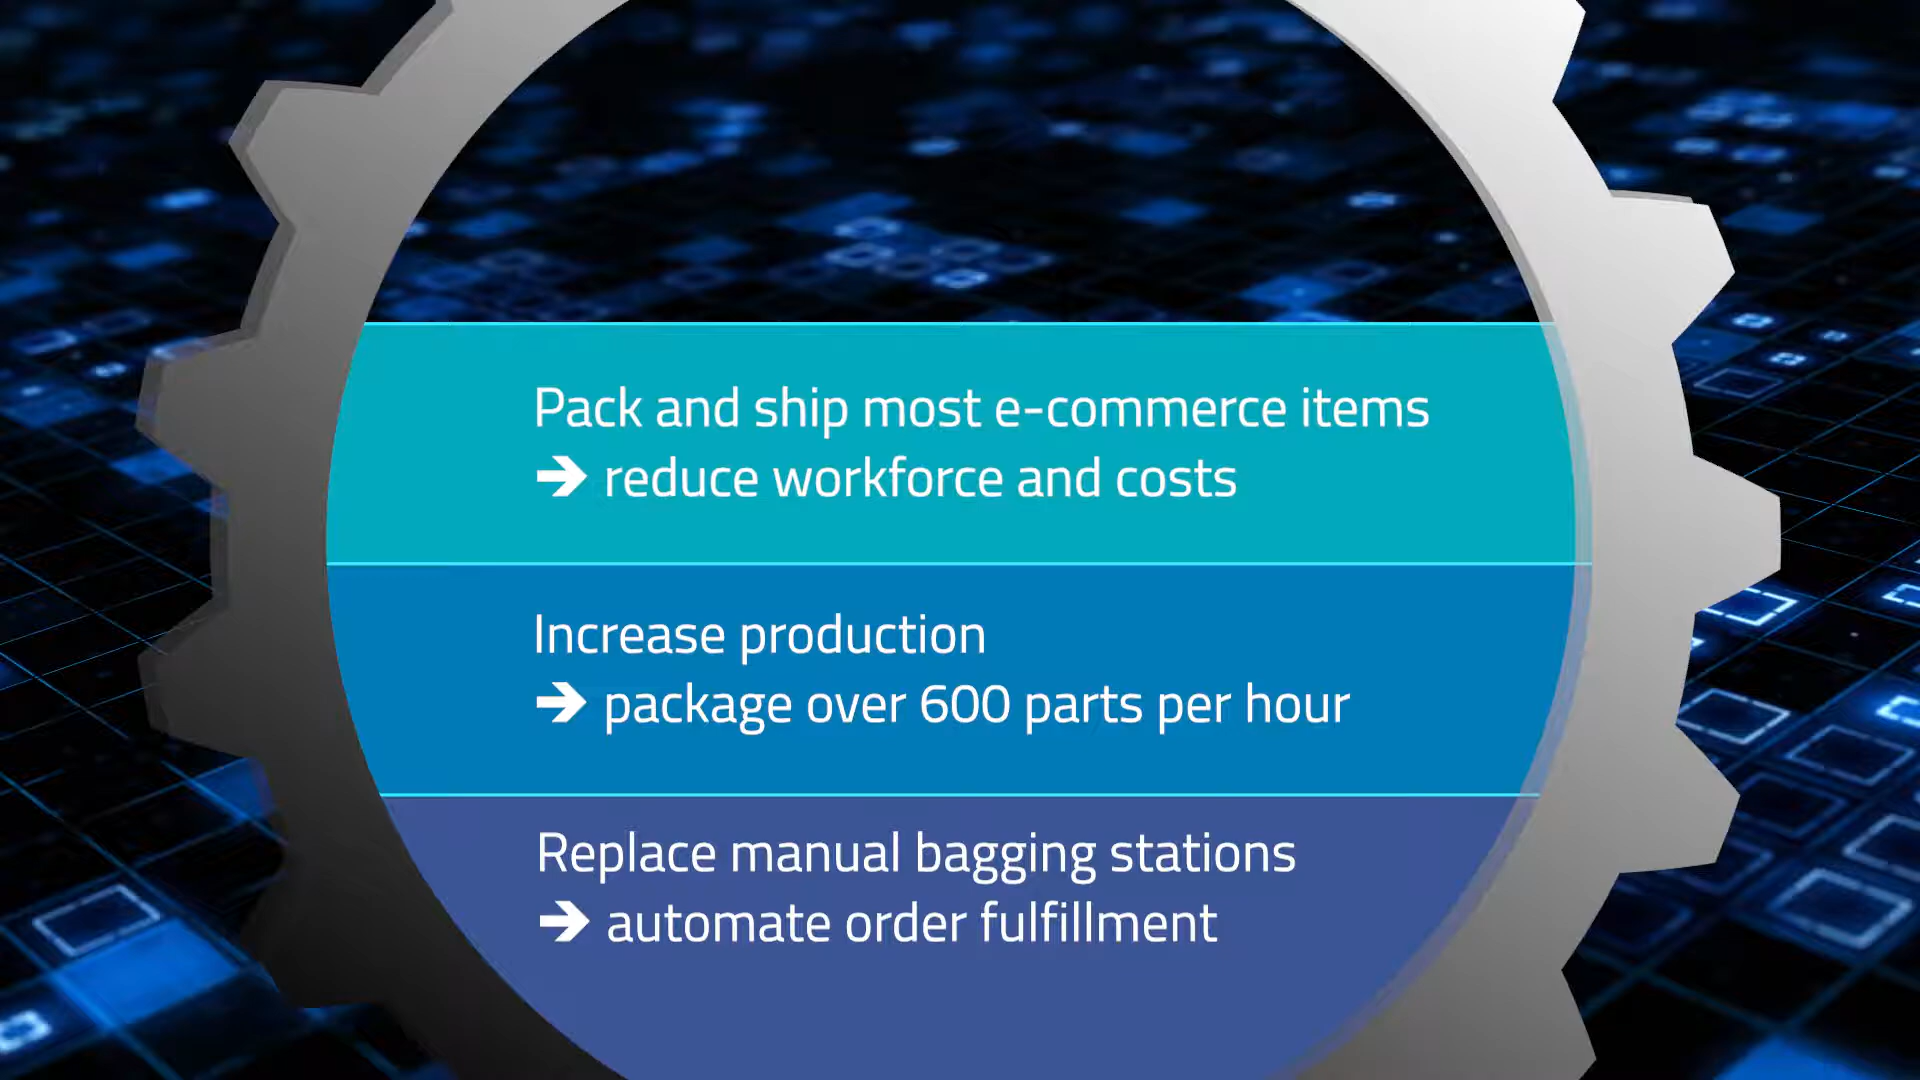 Pack and ship most e-commerce items
➔ reduce workforce and costs
Increase production
➔ package over 600 parts per hour
Replace manual bagging stations
➔ automate order fulfillment